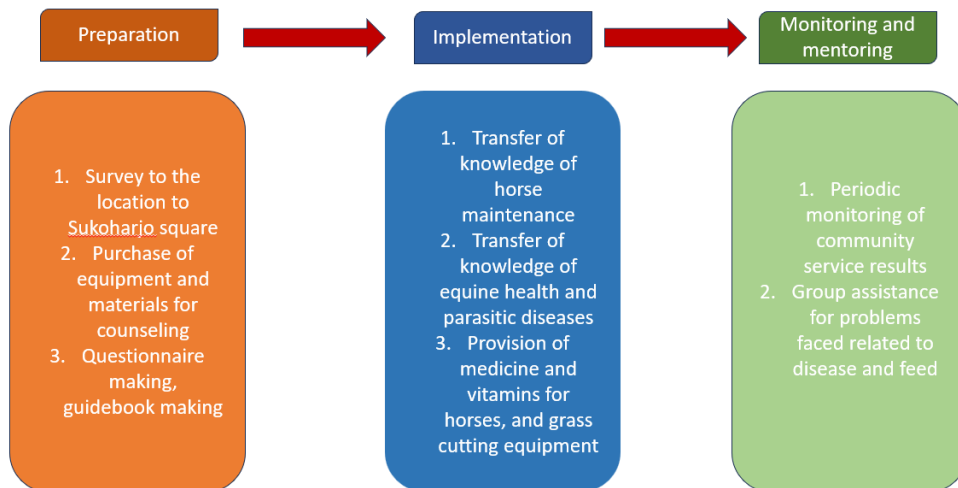 Preparation
Implementation
Monitoring and
mentoring
1. Survey to the
location to
Sukoharjo square
2. Purchase of
equipment and
materials for
counseling
3. Questionnaire
making,
guidebook making
1. Transfer of
knowledge of
horse
maintenance
2. Transfer of
knowledge of
equine health and
parasitic diseases
3. Provision of
medicine and
vitamins for
horses, and grass
cutting equipment
1. Periodic
monitoring of
community
service results
2. Group assistance
for problems
faced related to
disease and feed